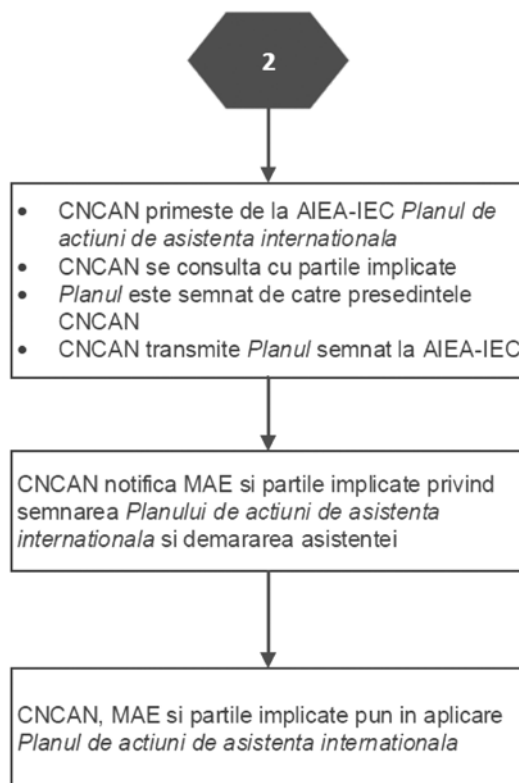 2
• CNCAN primeste de la AIEA-IEC Planul de
actiuni de asistenta internationala
• CNCAN se consulta cu partile implicate
• Planul este semnat de catre presedintele
CNCAN
• CNCAN transmite Planul semnat la AIEA-IEC
CNCAN notifica MAE si partile implicate privind
semnarea Planului de actiuni de asistenta
internationala si demararea asistentei
CNCAN, MAE si partile implicate pun in aplicare
Planul de actiuni de asistenta internationala